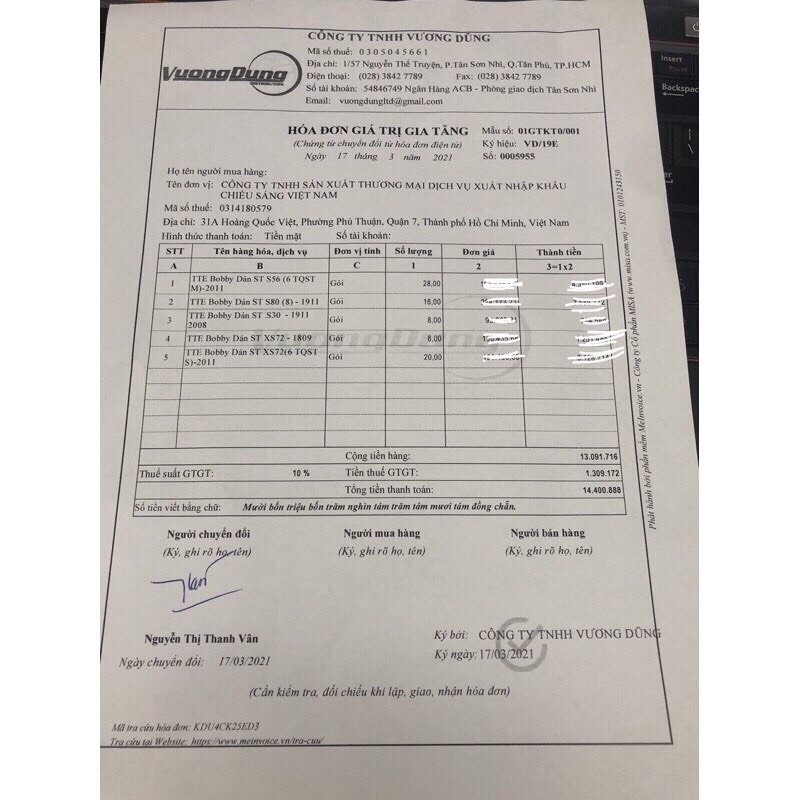 CÔNG TY TNHH VƯƠNG DŨNG
Mã số thuế: 0305045661
Địa chỉ: 1/57 Nguyễn Thế Truyện, P.Tân Sơn Nhì, Q.Tân Phú, TP.HCM
Điện thoại: (028) 3842 7789 Fax: (028) 3842 7789
Số tài khoản: 54846749 Ngân Hàng ACB - Phòng giao dịch Tân Sơn Nhì
Email: vuongdungltd@gmail.com
VuongDung
HÓA ĐƠN GIÁ TRỊ GIA TĂNG
(Chứng từ chuyển đổi từ hóa đơn điện tử)
Ngày 17 tháng 3 năm 2021
Mẫu số: 01GTKT0/001
Ký hiệu: VD/19E
Số: 0005955
Họ tên người mua hàng:
Tên đơn vị: CÔNG TY TNHH SẢN XUẤT THƯƠNG MẠI DỊCH VỤ XUẤT NHẬP KHẨU
CHIẾU SÁNG VIỆT NAM
Mã số thuế: 0314180579
Địa chỉ: 31A Hoàng Quốc Việt, Phường Phú Thuận, Quận 7, Thành phố Hồ Chí Minh, Việt Nam
Hình thức thanh toán: Tiền mặt Số tài khoản:
STT Tên hàng hóa, dịch vụ Đơn vị tính Số lượng Đơn giá Thành tiền
A B C 1 2 3=1x2
1 TTE Bobby Dán ST S56 (6 TQST M)-2011 Gói 28,00
2 TTE Bobby Dán ST S80 (8) - 1911 Gói 16,00
3 TTE Bobby Dán ST S30 - 1911 2008 Gói 8,00
4 TTE Bobby Dán ST XS72 - 1809 Gói 8,00
5 TTE Bobby Dán ST XS72(6 TQST S)-2011 Gói 20,00
Cộng tiền hàng: 13.091.716
Thuế suất GTGT: 10 % Tiền thuế GTGT: 1.309.172
Tổng tiền thanh toán: 14.400.888
Số tiền viết bằng chữ: Mười bốn triệu bốn trăm nghìn tám trăm tám mươi tám đồng chẵn.
Người chuyển đổi Người mua hàng Người bán hàng
(Ký, ghi rõ họ, tên) (Ký, ghi rõ họ, tên) (Ký, ghi rõ họ, tên)
Nguyễn Thị Thanh Vân
Ngày chuyển đổi: 17/03/2021
Ký bởi: CÔNG TY TNHH VƯƠNG DŨNG
Ký ngày: 17/03/2021
(Cần kiểm tra, đối chiếu khi lập, giao, nhận hóa đơn)
Mã tra cứu hóa đơn: KDU4CK25ED3
Tra cứu tại Website: https://www.meinvoice.vn/tra-cuu/
Phát hành bởi phần mềm MeInvoice.vn - Công ty Cổ phần MISA (www.misa.com.vn) - MST: 0101243150
Insert
Backspac